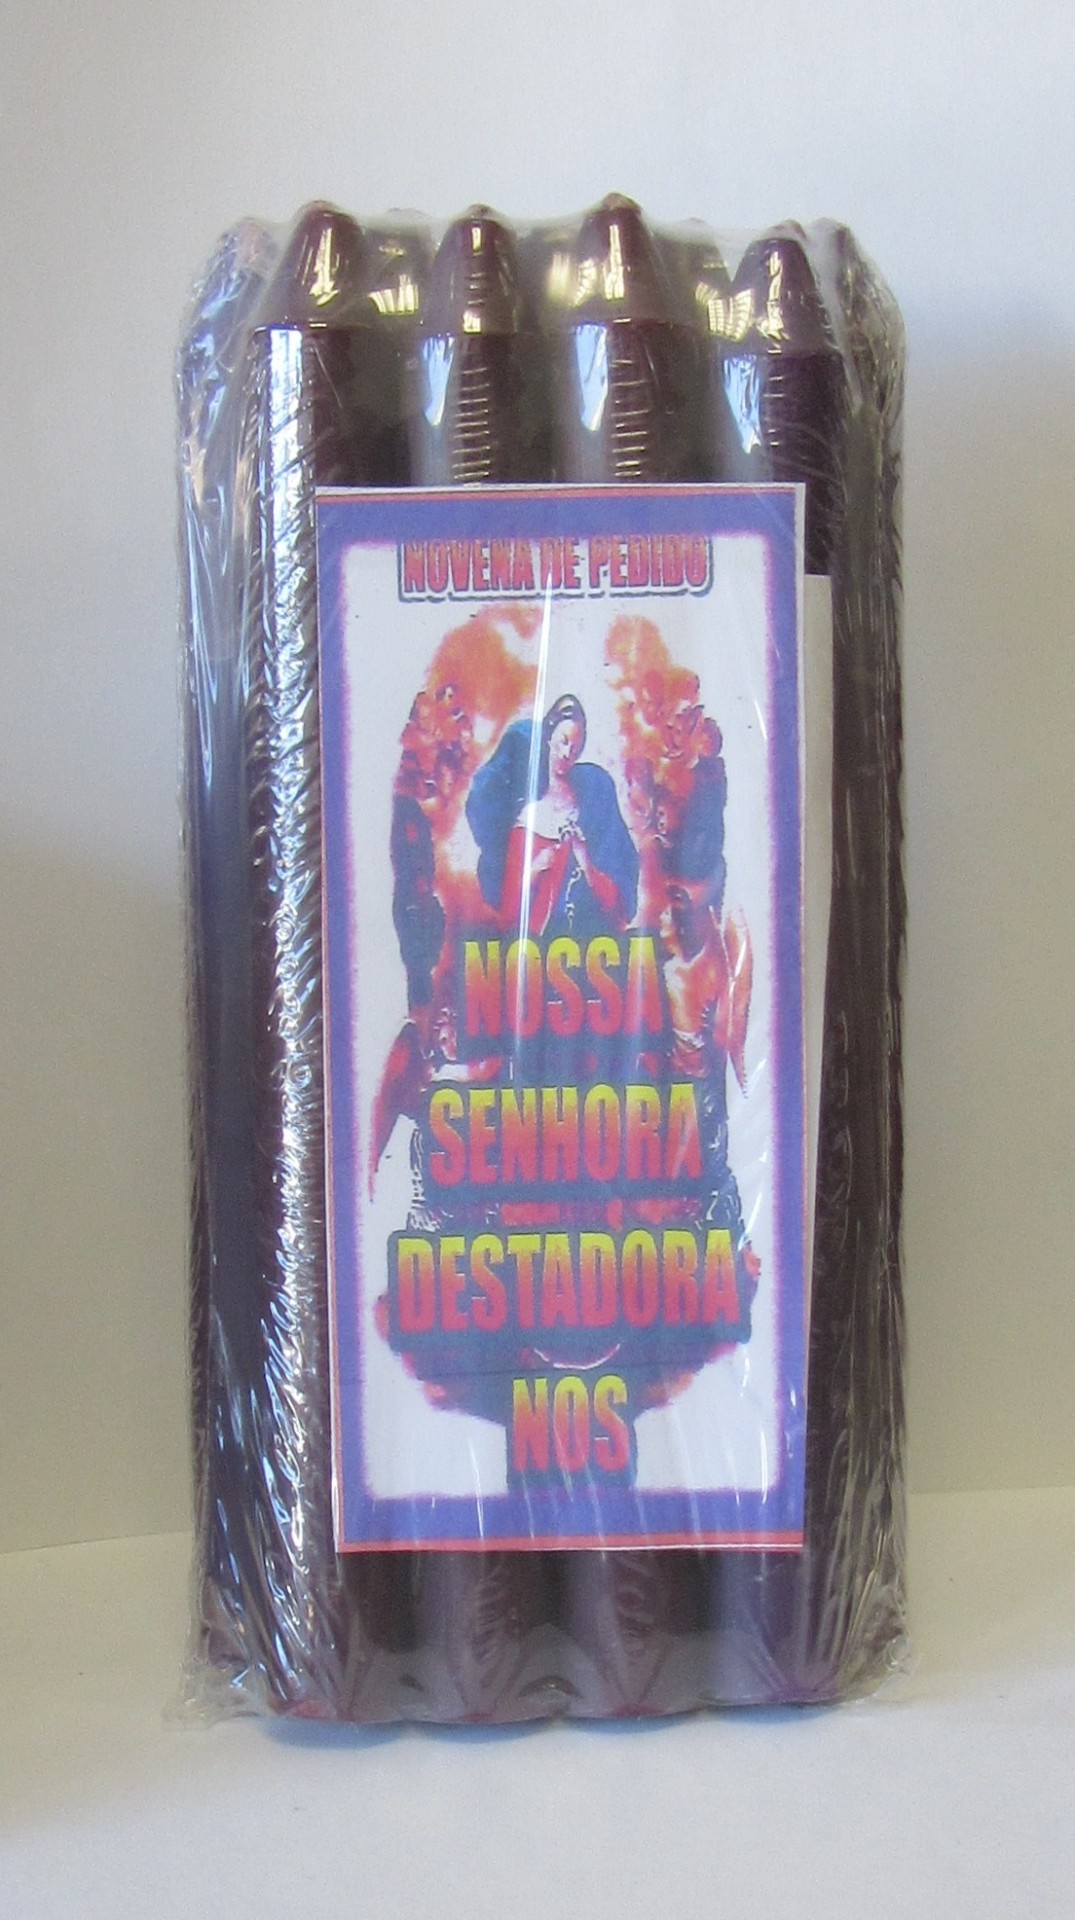 NOVENA DE PEDIDO
NOSSA
SENHORA
DESTADORA
NOS